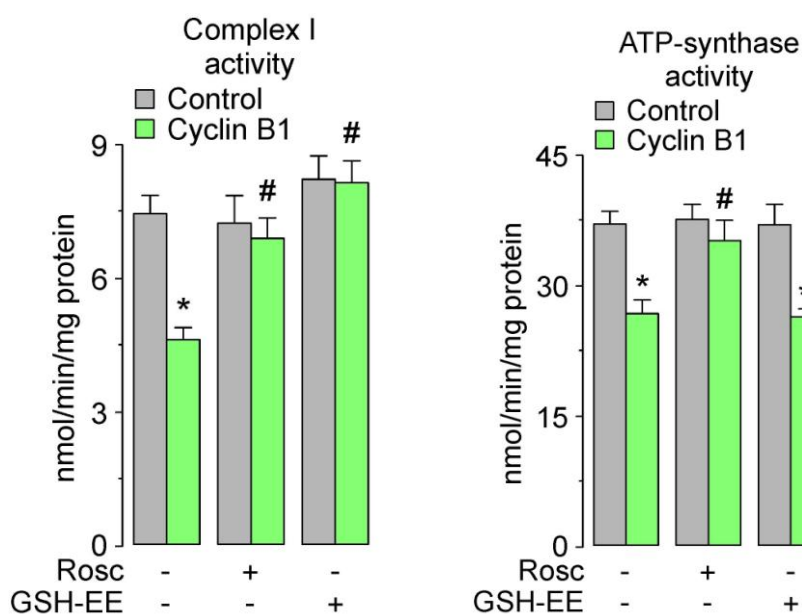 Complex I
activity
Control
Cyclin B1
nmol/min/mg protein
9
6
3
0
*
#
#
Rosc - + -
GSH-EE - - +
ATP-synthase
activity
Control
Cyclin B1
nmol/min/mg protein
45
30
15
0
*
#
*
Rosc - + -
GSH-EE - - +